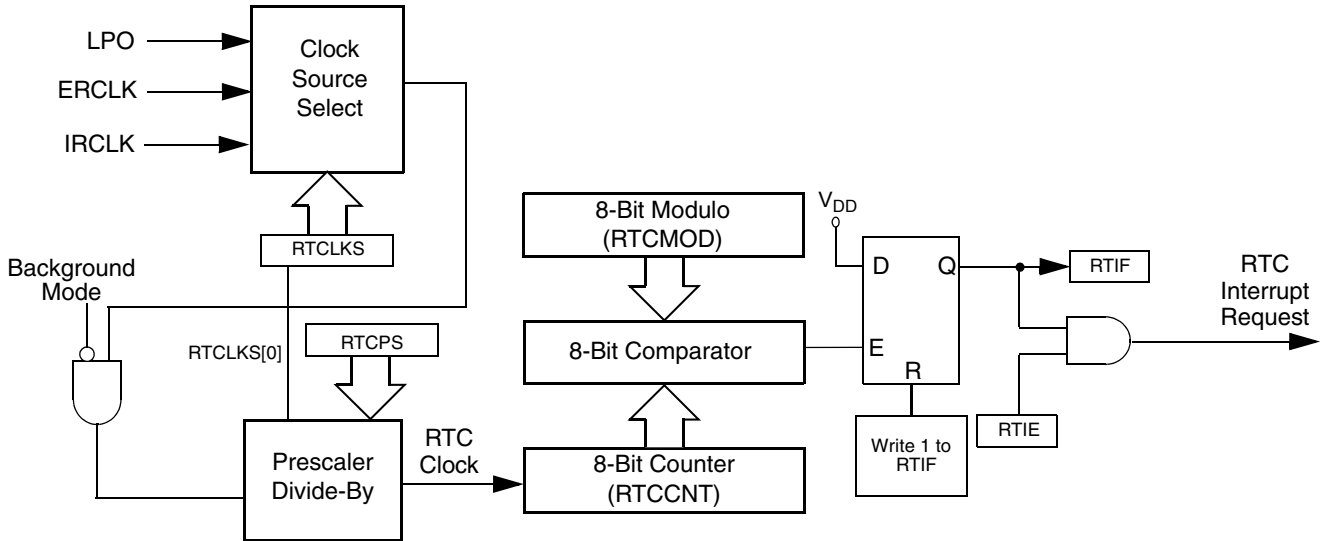 LPO
ERCLK
IRCLK
Clock
Source
Select
RTCLKS
Background
Mode
RTCLKS[0]
RTCPS
Prescaler
Divide-By
RTC
Clock
8-Bit Modulo
(RTCMOD)
8-Bit Comparator
8-Bit Counter
(RTCCNT)
VDD
D
Q
E
R
Write 1 to
RTIF
RTIF
RTIE
RTC
Interrupt
Request